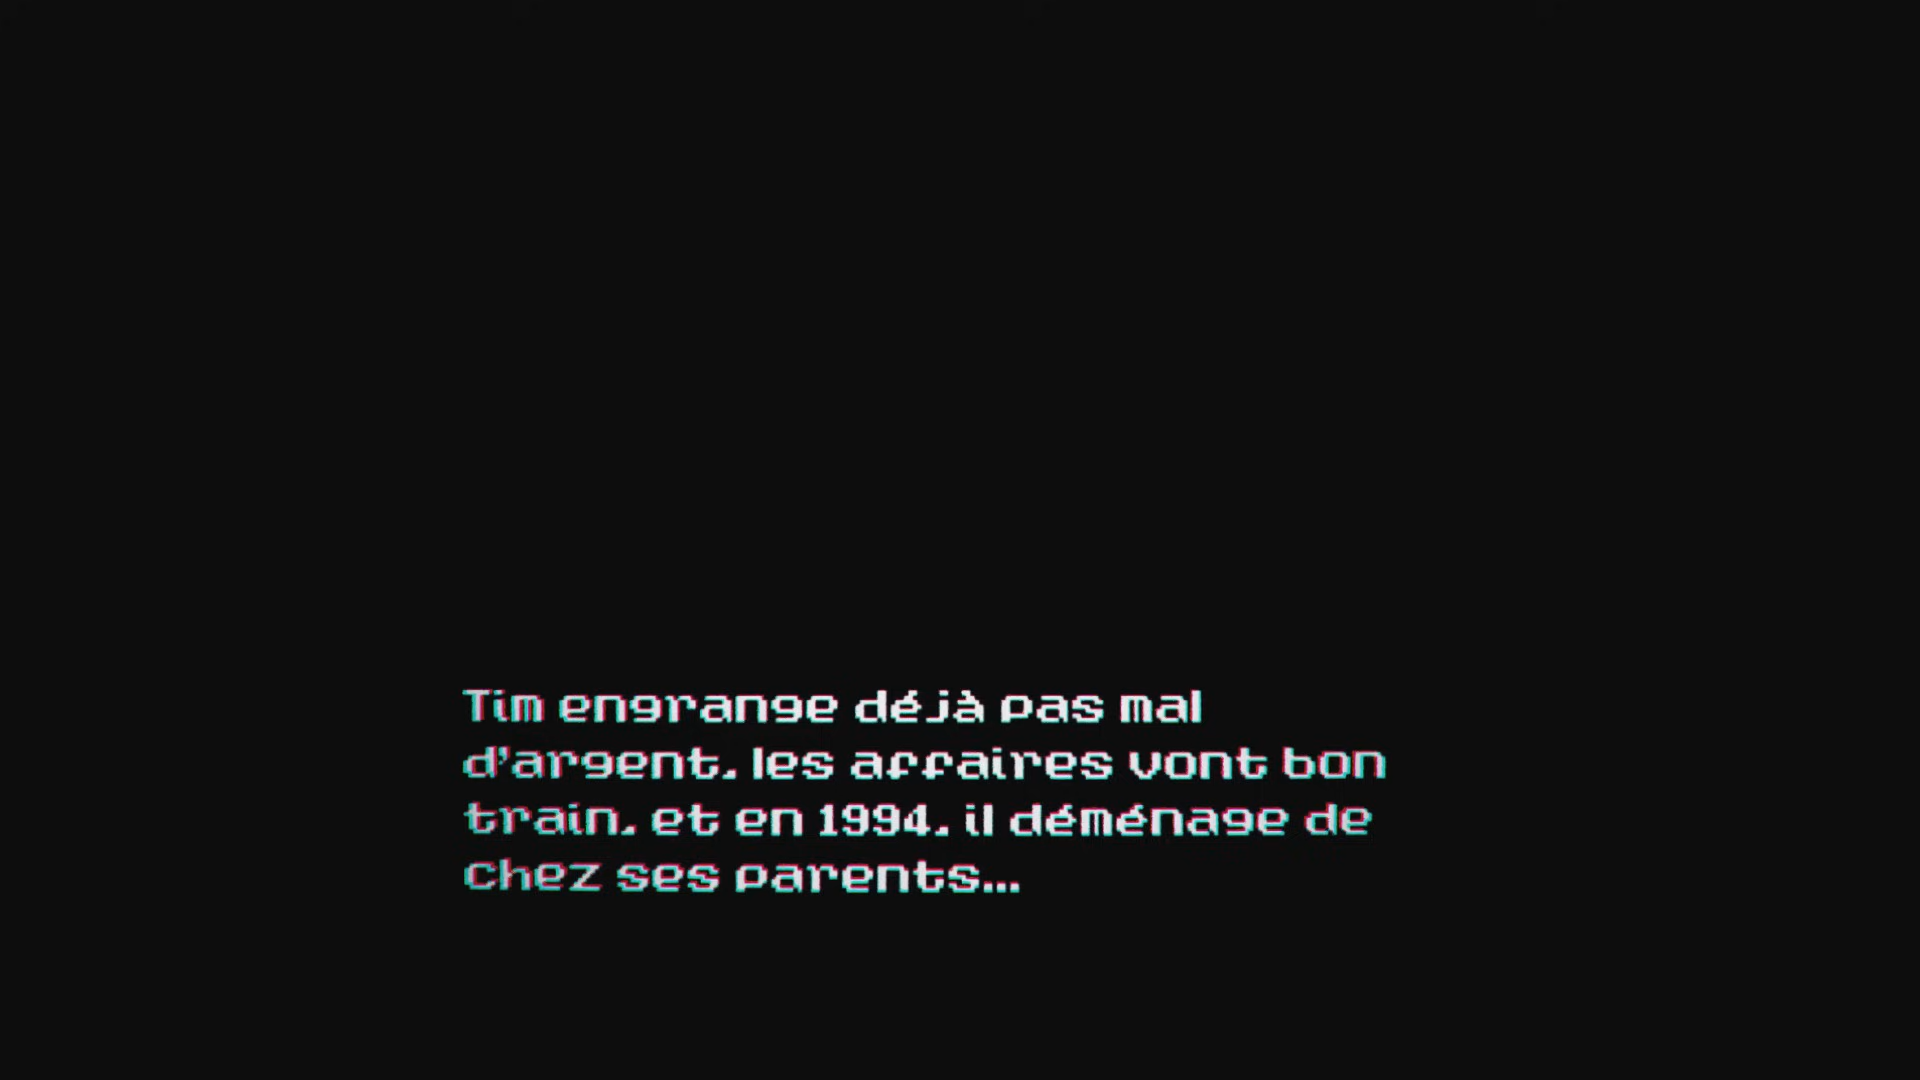 Tim engrange déjà pas mal
d'argent, les affaires vont bon
train, et en 1994, il déménage de
chez ses parents...